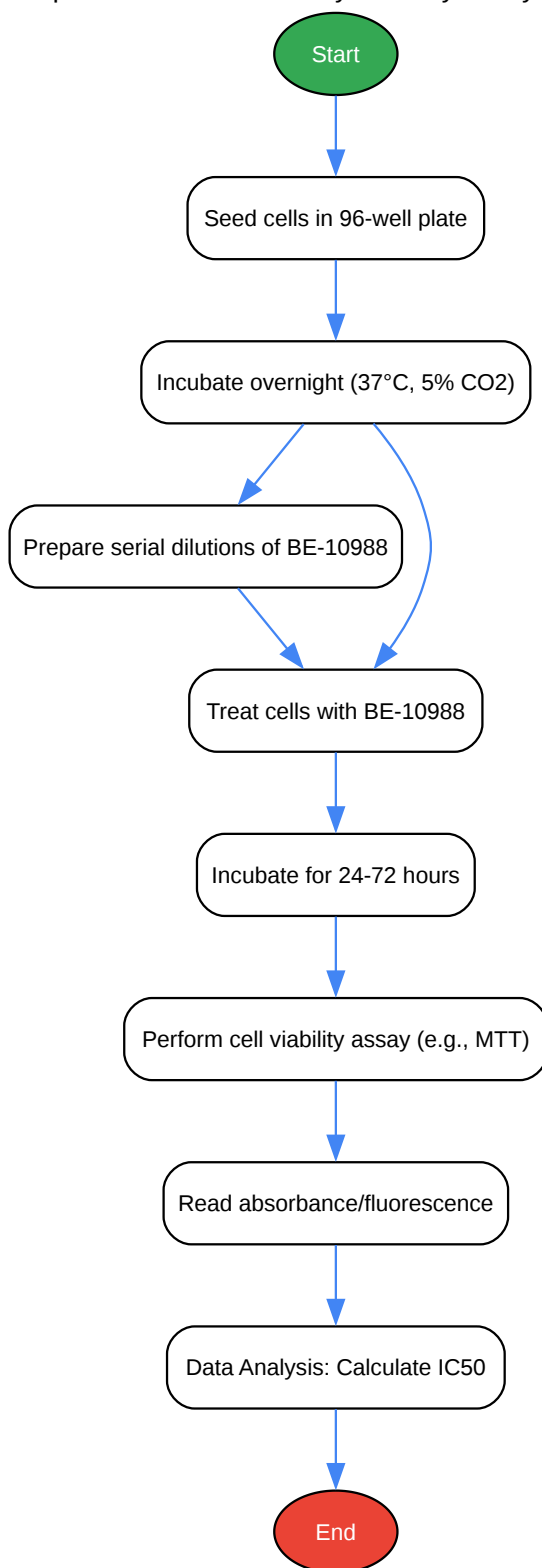 Start
Seed cells in 96-well plate
Incubate overnight (37°C, 5% CO2)
Prepare serial dilutions of BE-10988
Treat cells with BE-10988
Incubate for 24-72 hours
Perform cell viability assay (e.g., MTT)
Read absorbance/fluorescence
Data Analysis: Calculate IC50
End